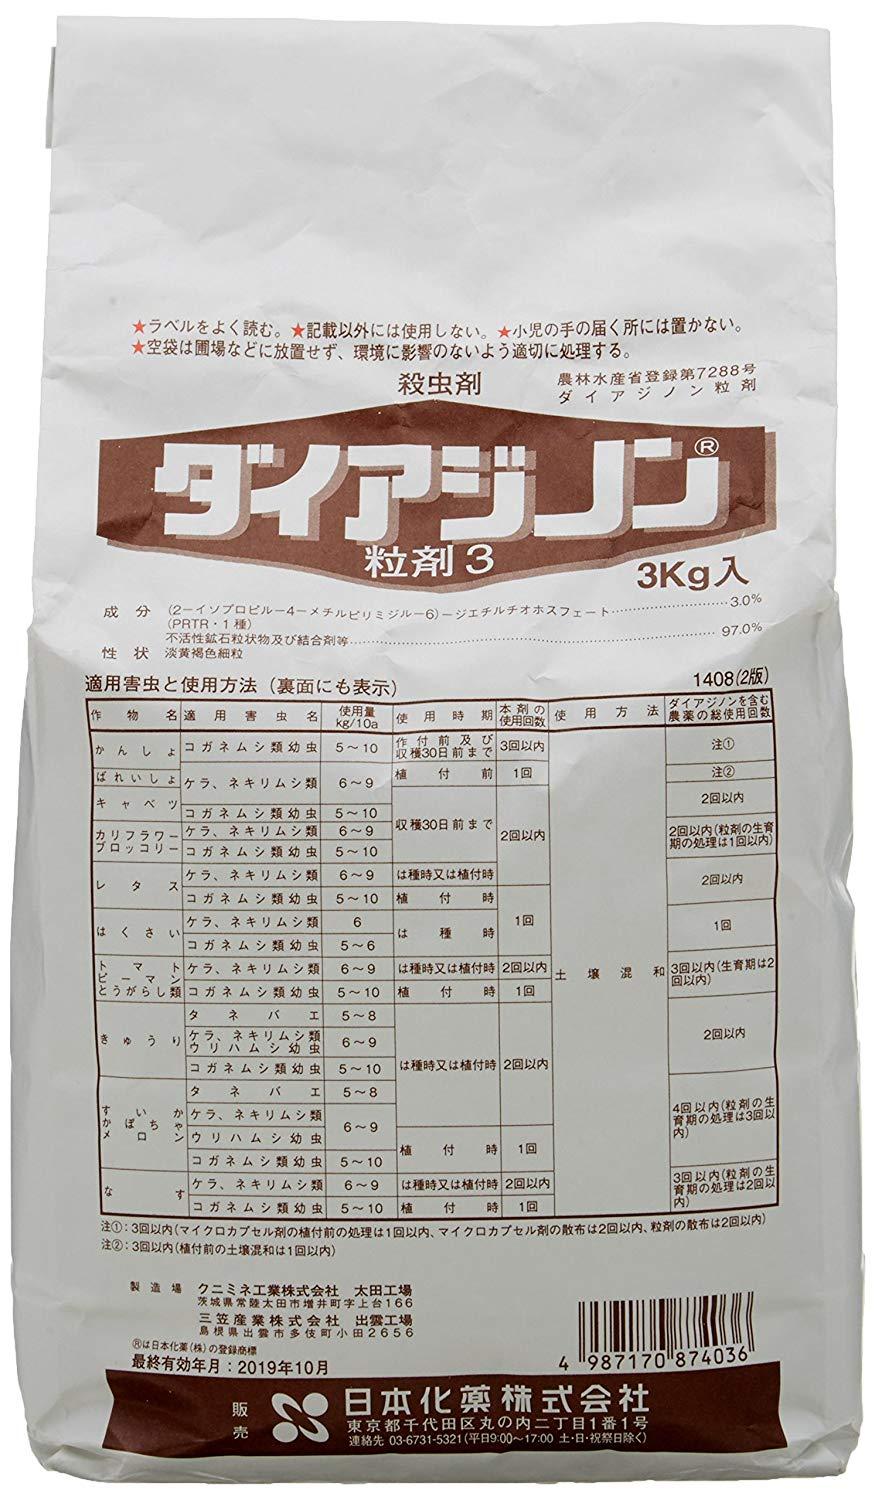 ★ラベルをよく読む。★記載以外には使用しない。★小児の手の届く所には置かない。
★空袋は圃場などに放置せず、環境に影響のないよう適切に処理する。
殺虫剤
農林水産省登録第7288号
ダイアジノン粒剤
ダイアジノン®
粒剤3
3Kg入
成分 (2-イソプロピル-4-メチルピリミジル-6)-ジエチルチオホスフェート……3.0%
(PRTR・1種)
不活性鉱石粒状物及び結合剤等……97.0%
性状 淡黄褐色細粒
適用害虫と使用方法(裏面にも表示)
1408(2版)
作物名 適用害虫名 使用量kg/10a 使用時期 本剤の使用回数 使用方法 ダイアジノンを含む農薬の総使用回数
かんしょ コガネムシ類幼虫 5~10 作付前及び収穫30日前まで 3回以内 土壌混和 注①
ばれいしょ ケラ、ネキリムシ類 6~9 植付前 1回 注②
キャベツ コガネムシ類幼虫 5~10 収穫30日前まで 2回以内 2回以内
カリフラワー ブロッコリー ケラ、ネキリムシ類 6~9 2回以内(粒剤の生育期の処理は1回以内)
コガネムシ類幼虫 5~10
レタス ケラ、ネキリムシ類 6~9 は種時又は植付時 2回以内
コガネムシ類幼虫 5~10 植付時 1回
はくさい ケラ、ネキリムシ類 6 は種時 1回
コガネムシ類幼虫 5~6
トマト ピーマン とうがらし類 ケラ、ネキリムシ類 6~9 は種時又は植付時 2回以内 3回以内(生育期は2回以内)
コガネムシ類幼虫 5~10 植付時 1回
きゅうり タネバエ 5~8 は種時又は植付時 2回以内 2回以内
ケラ、ネキリムシ類 ウリハムシ幼虫 6~9
コガネムシ類幼虫 5~10
すいか かぼちゃ メロン タネバエ 5~8 4回以内(粒剤の生育期の処理は3回以内)
ケラ、ネキリムシ類 6~9
ウリハムシ幼虫 植付時 1回
コガネムシ類幼虫 5~10
なす ケラ、ネキリムシ類 6~9 は種時又は植付時 2回以内 3回以内(粒剤の生育期の処理は2回以内)
コガネムシ類幼虫 5~10 植付時 1回
注①:3回以内(マイクロカプセル剤の植付前の処理は1回以内、マイクロカプセル剤の散布は2回以内、粒剤の散布は2回以内)
注②:3回以内(植付前の土壌混和は1回以内)
製造場 クニミネ工業株式会社 太田工場
茨城県常陸太田市増井町字上台166
三笠産業株式会社 出雲工場
島根県出雲市多伎町小田2656
®は日本化薬(株)の登録商標
最終有効年月:2019年10月
4 987170 874036
販売 日本化薬株式会社
東京都千代田区丸の内二丁目1番1号
連絡先 03-6731-5321(平日9:00~17:00 土・日・祝祭日除く)